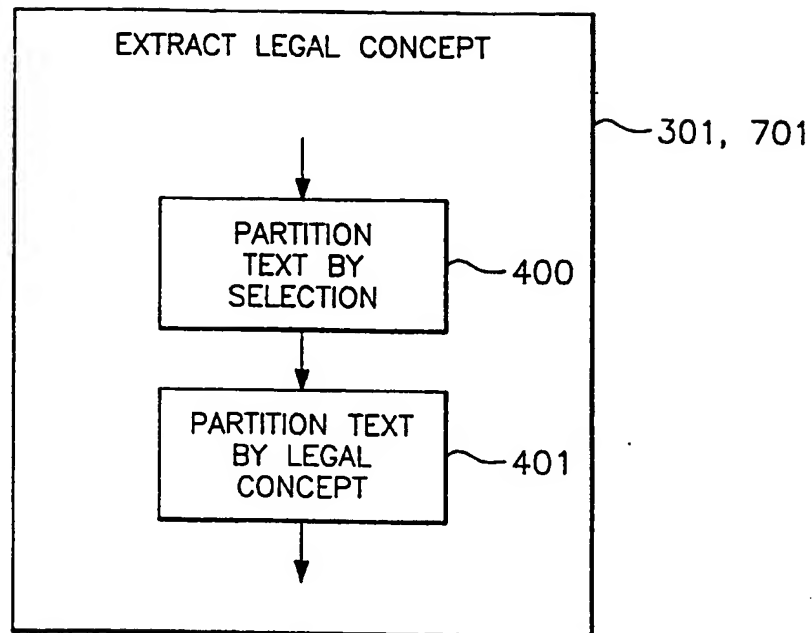 EXTRACT LEGAL CONCEPT
301, 701
PARTITION
TEXT BY
SELECTION
400
PARTITION TEXT
BY LEGAL
CONCEPT
401